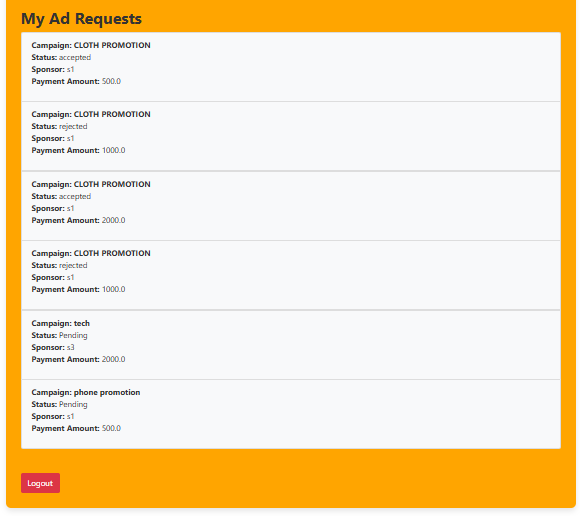 My Ad Requests
Campaign: CLOTH PROMOTION
Status: accepted
Sponsor: s1
Payment Amount: 500.0
Campaign: CLOTH PROMOTION
Status: rejected
Sponsor: s1
Payment Amount: 1000.0
Campaign: CLOTH PROMOTION
Status: accepted
Sponsor: s1
Payment Amount: 2000.0
Campaign: CLOTH PROMOTION
Status: rejected
Sponsor: s1
Payment Amount: 1000.0
Campaign: tech
Status: Pending
Sponsor: s3
Payment Amount: 2000.0
Campaign: phone promotion
Status: Pending
Sponsor: s1
Payment Amount: 500.0
Logout